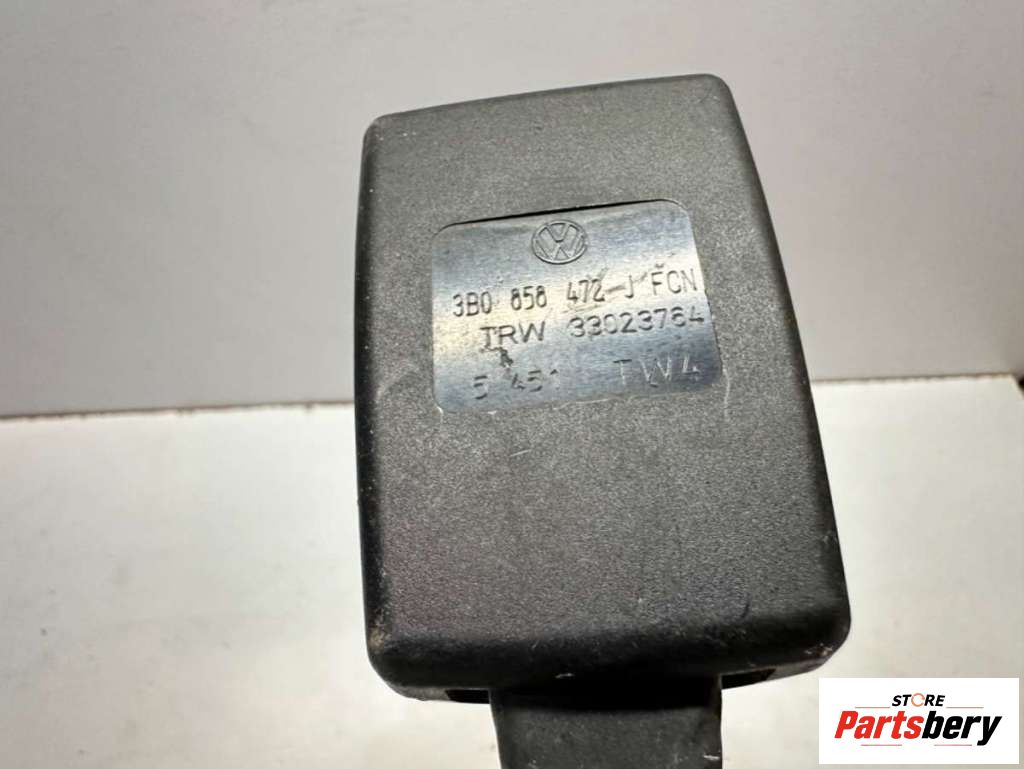 3B0 858 472 J FCN
TRW 33023764
5 451 TW4
STORE
Partsbery